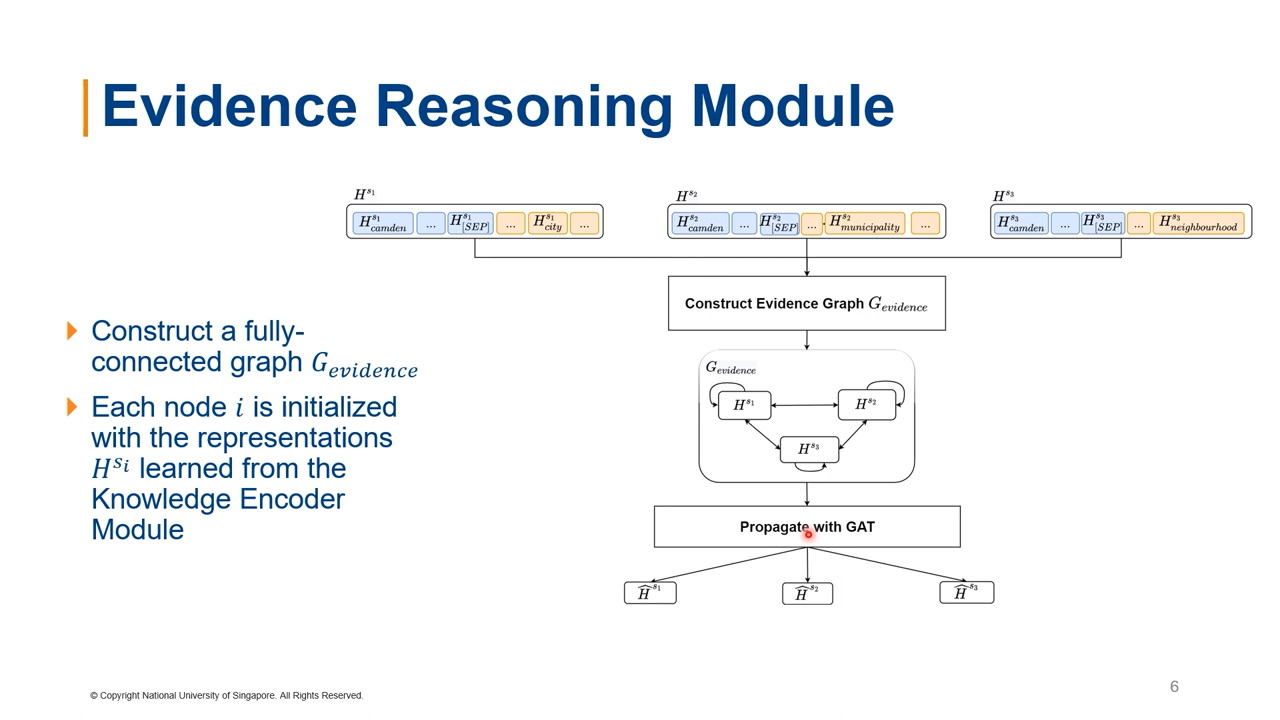 Evidence Reasoning Module
H^{s_1}
H^{s_1}_{camden} ... H^{s_1}_{[SEP]} ... H^{s_1}_{city} ...
H^{s_2}
H^{s_2}_{camden} ... H^{s_2}_{[SEP]} ... H^{s_2}_{municipality} ...
H^{s_3}
H^{s_3}_{camden} ... H^{s_3}_{[SEP]} ... H^{s_3}_{neighbourhood}
Construct Evidence Graph G_{evidence}
Construct a fully-
connected graph G_{evidence}
Each node i is initialized
with the representations
H^{s_i} learned from the
Knowledge Encoder
Module
G_{evidence}
H^{s_1}
H^{s_2}
H^{s_3}
Propagate with GAT
\hat{H}^{s_1}
\hat{H}^{s_2}
\hat{H}^{s_3}
© Copyright National University of Singapore. All Rights Reserved.
6